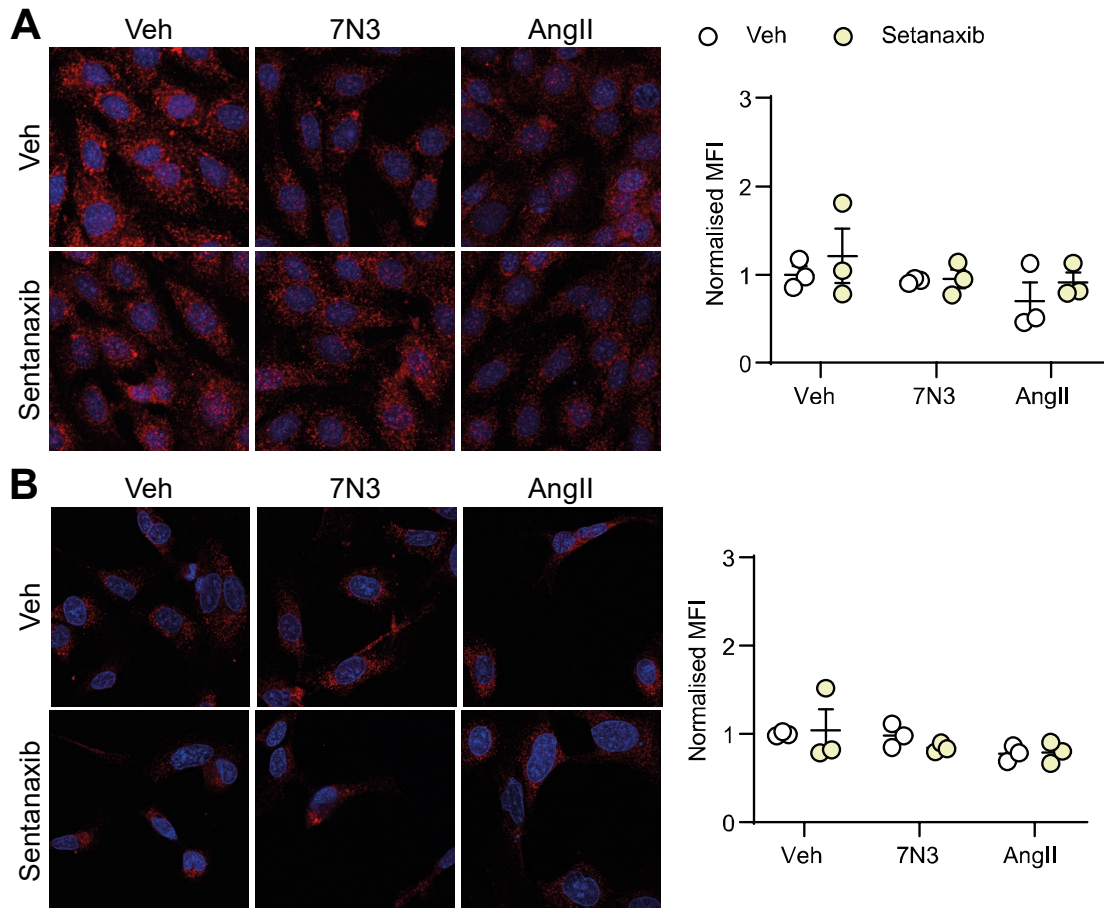 A
Veh
7N3
AngII
Veh
Sentanaxib
Veh
Setanaxib
Normalised MFI
3
2
1
0
Veh
7N3
AngII
B
Veh
7N3
AngII
Veh
Sentanaxib
Normalised MFI
3
2
1
0
Veh
7N3
AngII